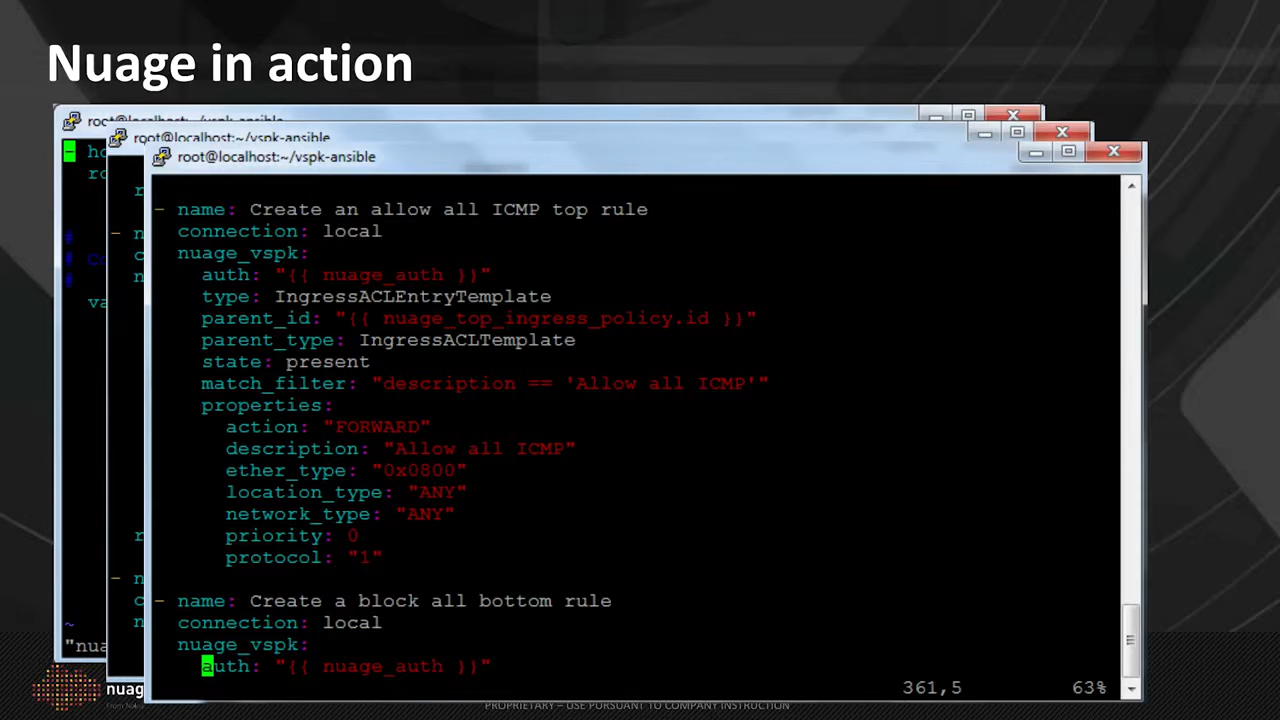 Nuage in action
root@localhost:~/vspk-ansible
root@localhost:~/vspk-ansible
root@localhost:~/vspk-ansible
- name: Create an allow all ICMP top rule
connection: local
nuage_vspk:
auth: "{{ nuage_auth }}"
type: IngressACLEntryTemplate
parent_id: "{{ nuage_top_ingress_policy.id }}"
parent_type: IngressACLTemplate
state: present
match_filter: "description == 'Allow all ICMP'"
properties:
action: "FORWARD"
description: "Allow all ICMP"
ether_type: "0x0800"
location_type: "ANY"
network_type: "ANY"
priority: 0
protocol: "1"
- name: Create a block all bottom rule
connection: local
nuage_vspk:
auth: "{{ nuage_auth }}"
361,5 63%
PROPRIETARY – USE PURSUANT TO COMPANY INSTRUCTION